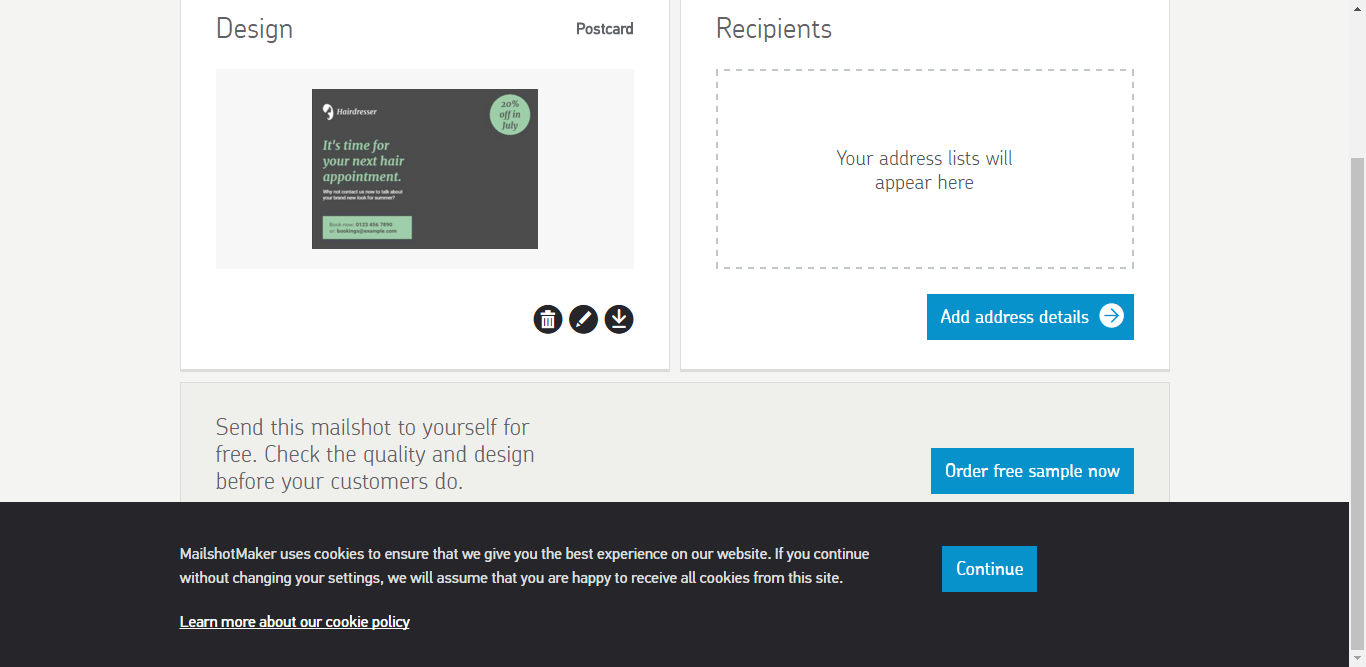 Design
Postcard
Hairdresser
20%
off in
July
It's time for
your next hair
appointment.
Why not contact us now to talk about
your brand new look for summer?
Book now: 0123 456 7890
or: bookings@example.com
Recipients
Your address lists will
appear here
Add address details
Send this mailshot to yourself for
free. Check the quality and design
before your customers do.
Order free sample now
MailshotMaker uses cookies to ensure that we give you the best experience on our website. If you continue
without changing your settings, we will assume that you are happy to receive all cookies from this site.
Continue
Learn more about our cookie policy